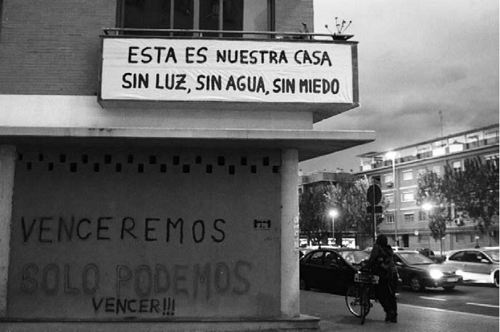 ESTA ES NUESTRA CASA
SIN LUZ, SIN AGUA, SIN MIEDO
VENCEREMOS
SOLO PODEMOS
VENCER!!!